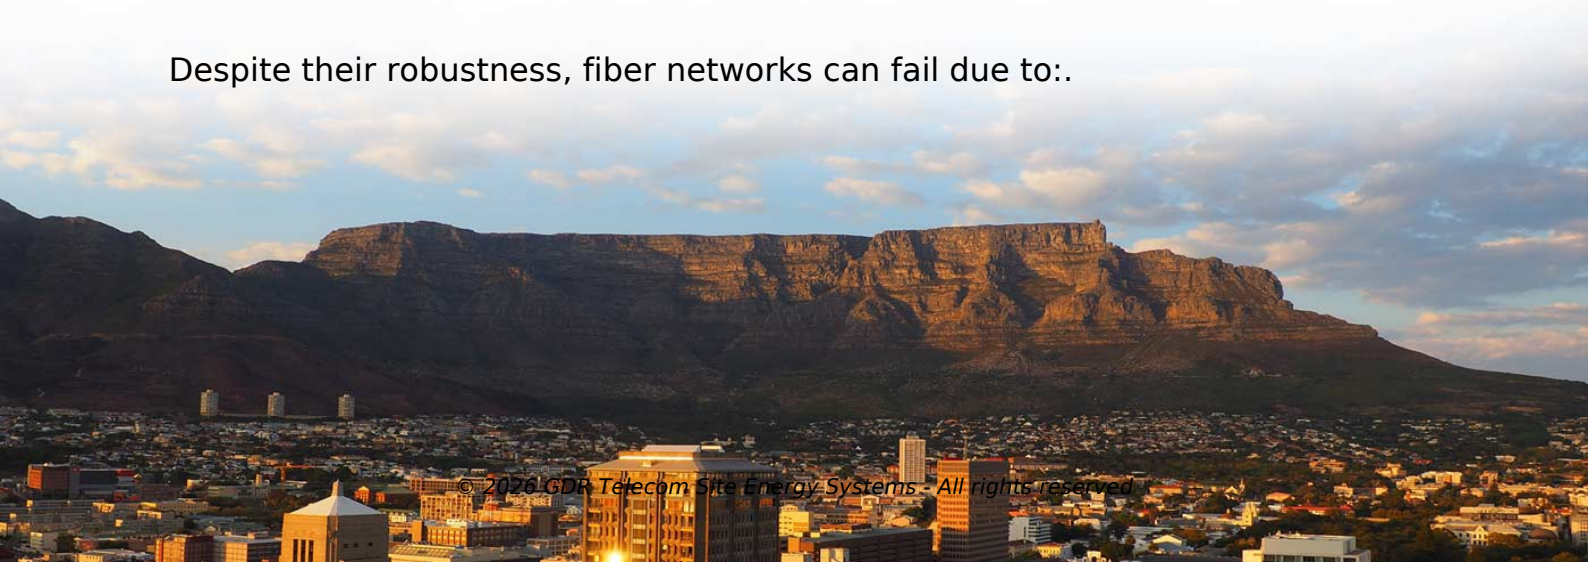 Despite their robustness, fiber networks can fail due to:.
© 2026 GDR Telecom Site Energy Systems - All rights reserved